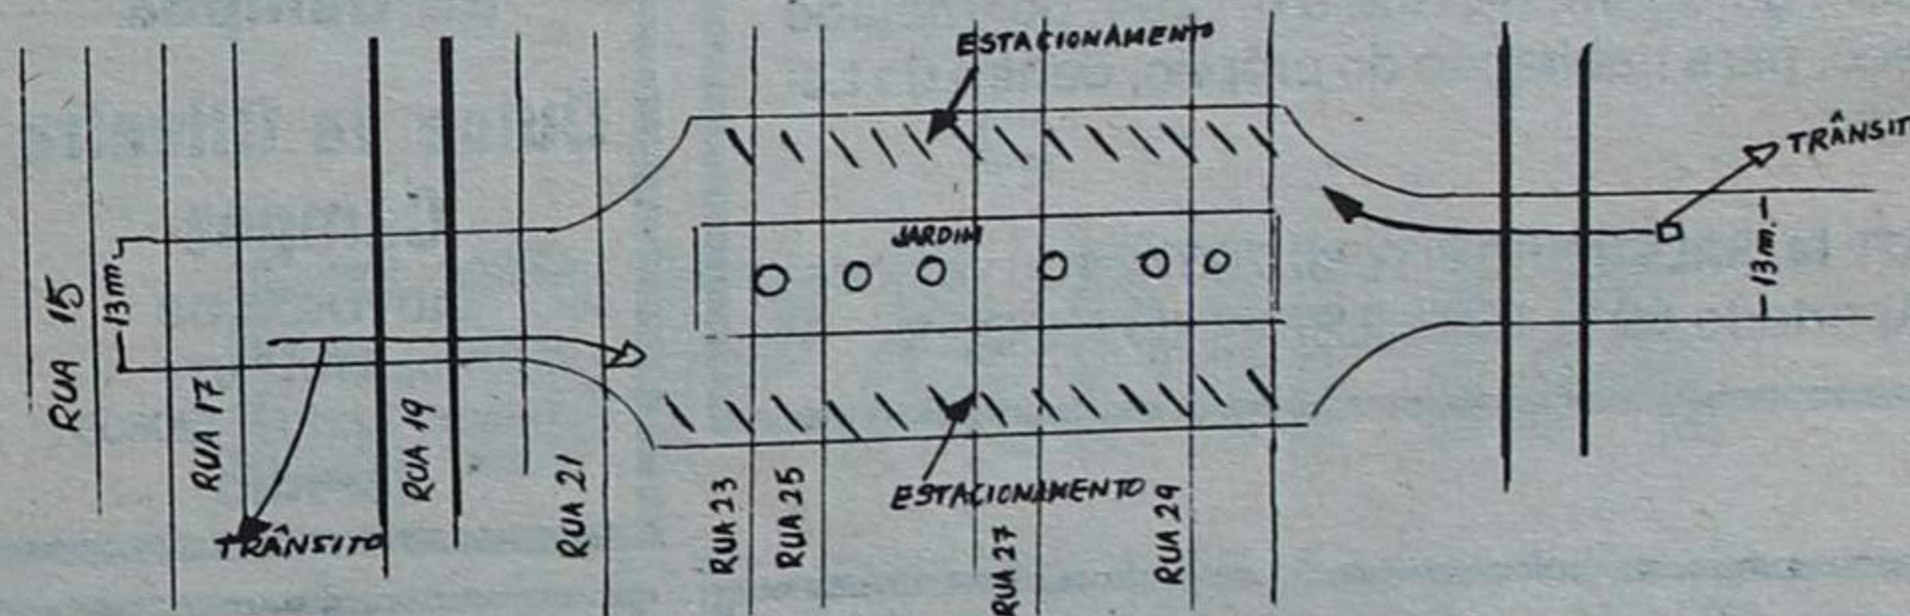 ESTACIONAMENTO
TRÂNSIT
JARDIM
13m.
13m.
RUA 15
RUA 17
RUA 19
RUA 21
RUA 23
RUA 25
RUA 27
RUA 29
ESTACIONAMENTO
TRÂNSITO